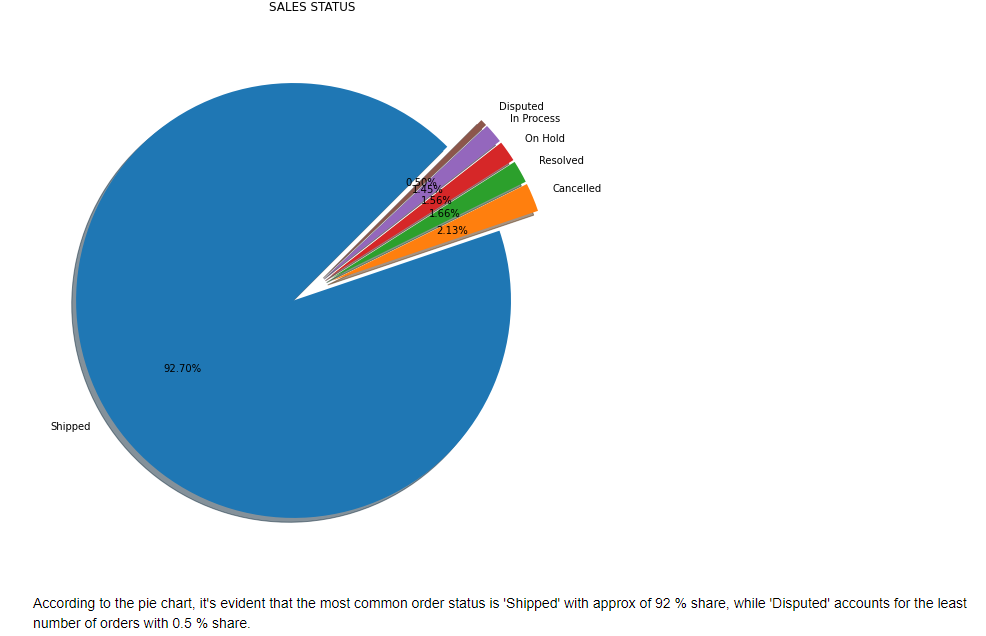 SALES STATUS
Disputed
In Process
On Hold
Resolved
Cancelled
0.50%
1.45%
1.56%
1.66%
2.13%
92.70%
Shipped
According to the pie chart, it's evident that the most common order status is 'Shipped' with approx of 92 % share, while 'Disputed' accounts for the least
number of orders with 0.5 % share.